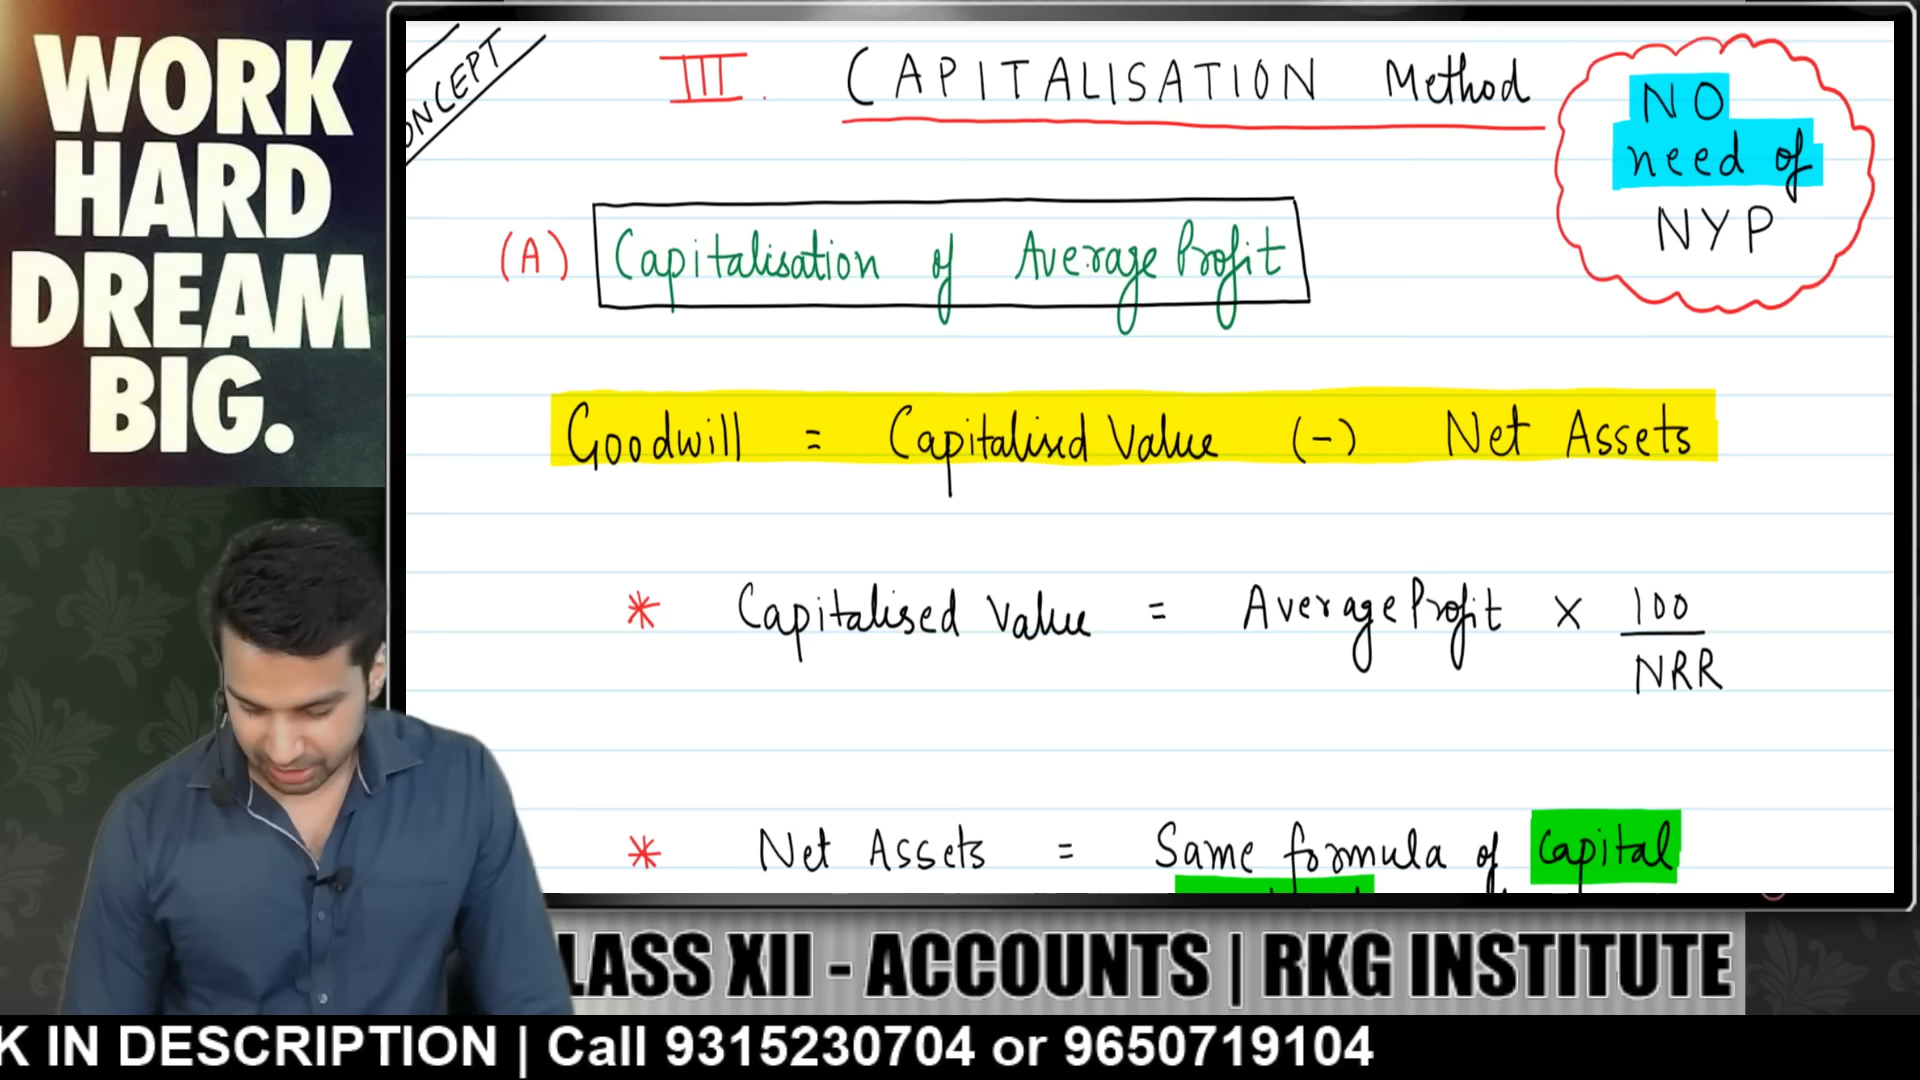 WORK
HARD
DREAM
BIG.
ONCEPT
III. CAPITALISATION Method
NO
need of
NYP
(A) Capitalisation of Average Profit
Goodwill = Capitalised Value (-) Net Assets
* Capitalised Value = Average Profit × 100
NRR
* Net Assets = Same formula of Capital
LASS XII - ACCOUNTS | RKG INSTITUTE
K IN DESCRIPTION | Call 9315230704 or 9650719104